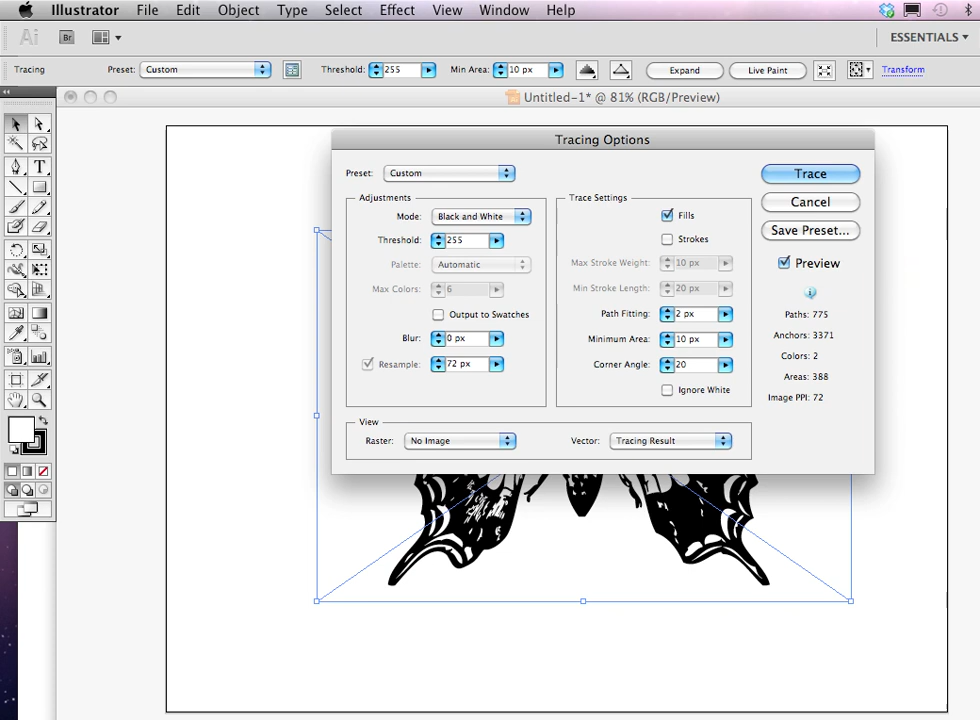 Illustrator File Edit Object Type Select Effect View Window Help
Ai Br ESSENTIALS
Tracing Preset: Custom Threshold: 255 Min Area: 10 px Expand Live Paint Transform
Untitled-1* @ 81% (RGB/Preview)
Tracing Options
Preset: Custom
Trace
Cancel
Save Preset...
Preview
Adjustments
Mode: Black and White
Threshold: 255
Palette: Automatic
Max Colors: 6
Output to Swatches
Blur: 0 px
Resample: 72 px
Trace Settings
Fills
Strokes
Max Stroke Weight: 10 px
Min Stroke Length: 20 px
Path Fitting: 2 px
Minimum Area: 10 px
Corner Angle: 20
Ignore White
Paths: 775
Anchors: 3371
Colors: 2
Areas: 388
Image PPI: 72
View
Raster: No Image Vector: Tracing Result